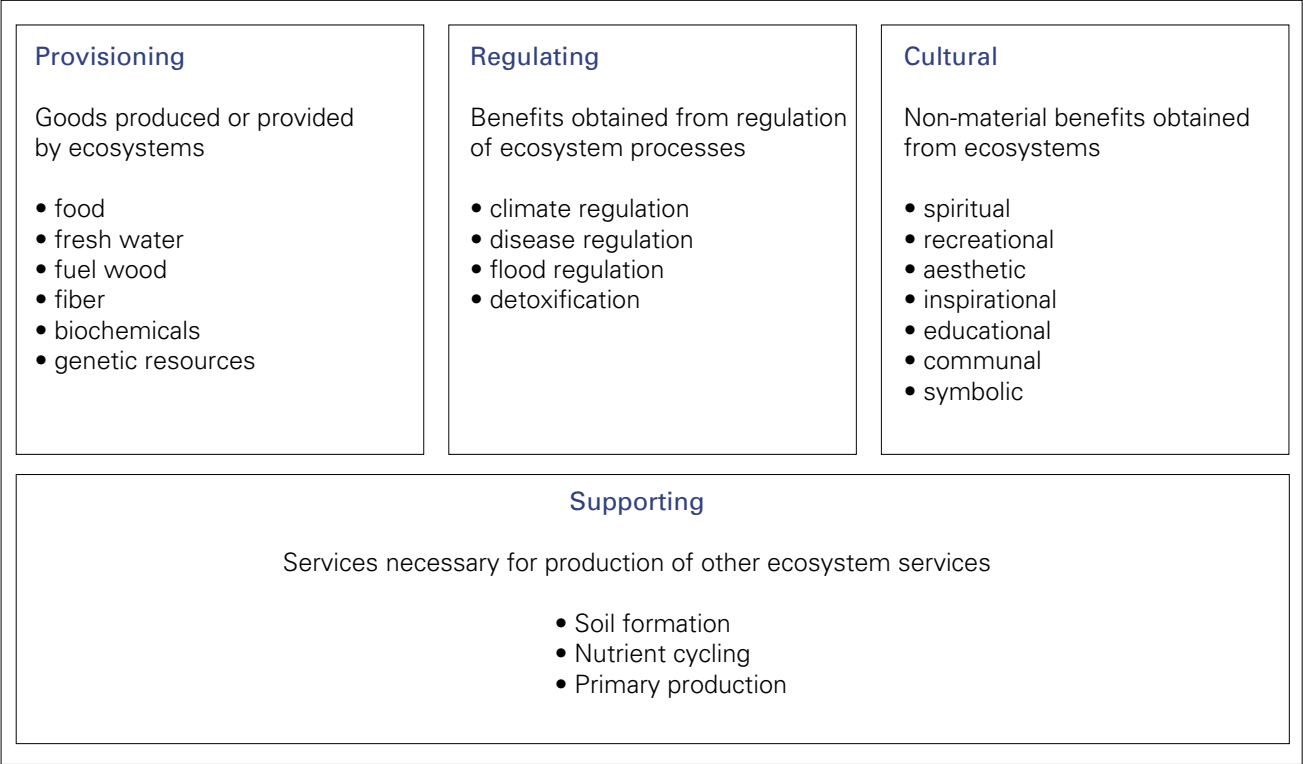 Provisioning
Goods produced or provided
by ecosystems
• food
• fresh water
• fuel wood
• fiber
• biochemicals
• genetic resources
Regulating
Benefits obtained from regulation
of ecosystem processes
• climate regulation
• disease regulation
• flood regulation
• detoxification
Cultural
Non-material benefits obtained
from ecosystems
• spiritual
• recreational
• aesthetic
• inspirational
• educational
• communal
• symbolic
Supporting
Services necessary for production of other ecosystem services
• Soil formation
• Nutrient cycling
• Primary production